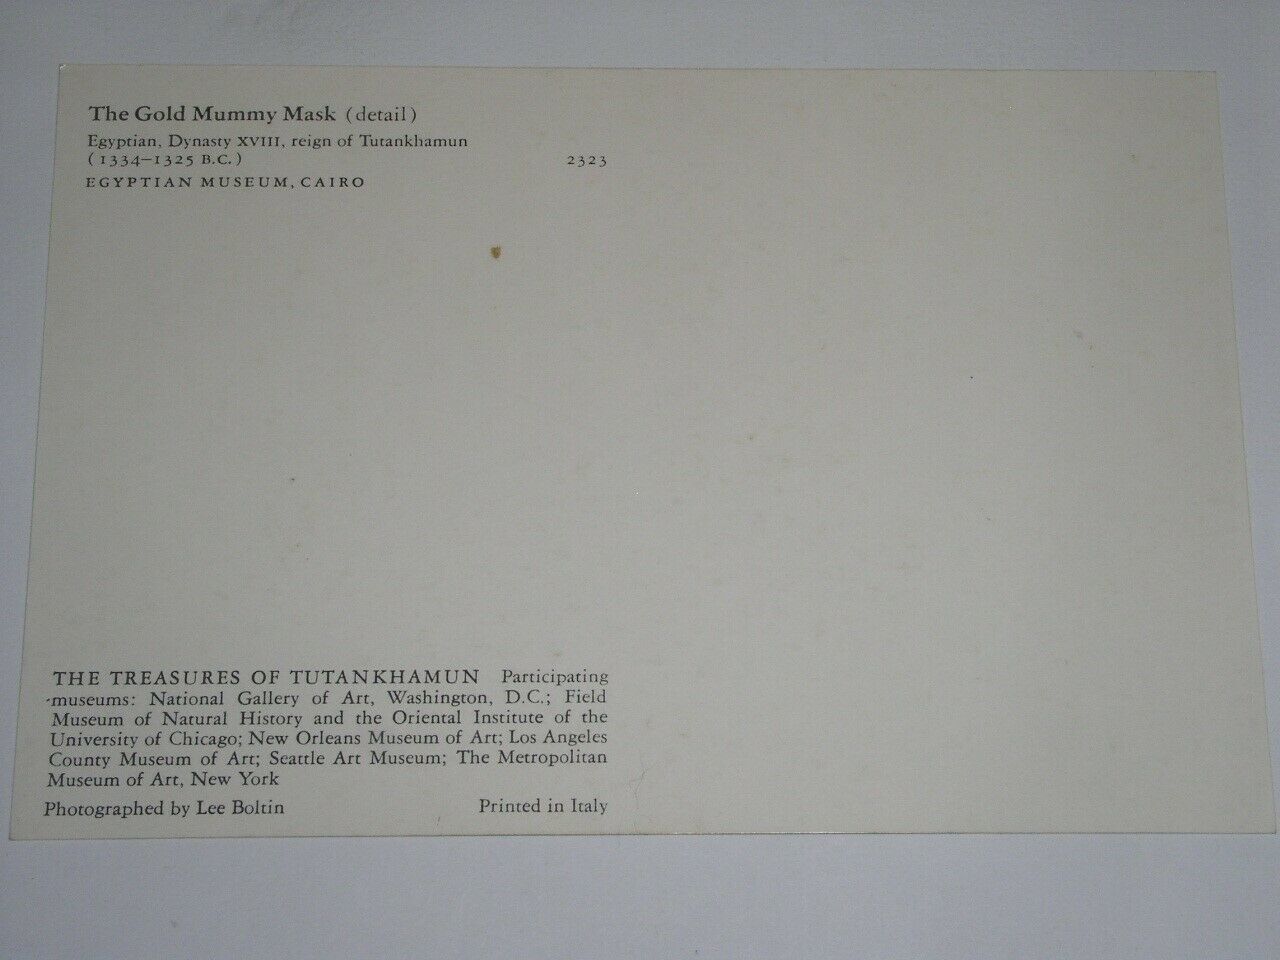 The Gold Mummy Mask (detail)
Egyptian, Dynasty XVIII, reign of Tutankhamun
(1334–1325 B.C.) 2323
EGYPTIAN MUSEUM, CAIRO
THE TREASURES OF TUTANKHAMUN Participating
museums: National Gallery of Art, Washington, D.C.; Field
Museum of Natural History and the Oriental Institute of the
University of Chicago; New Orleans Museum of Art; Los Angeles
County Museum of Art; Seattle Art Museum; The Metropolitan
Museum of Art, New York
Photographed by Lee Boltin Printed in Italy